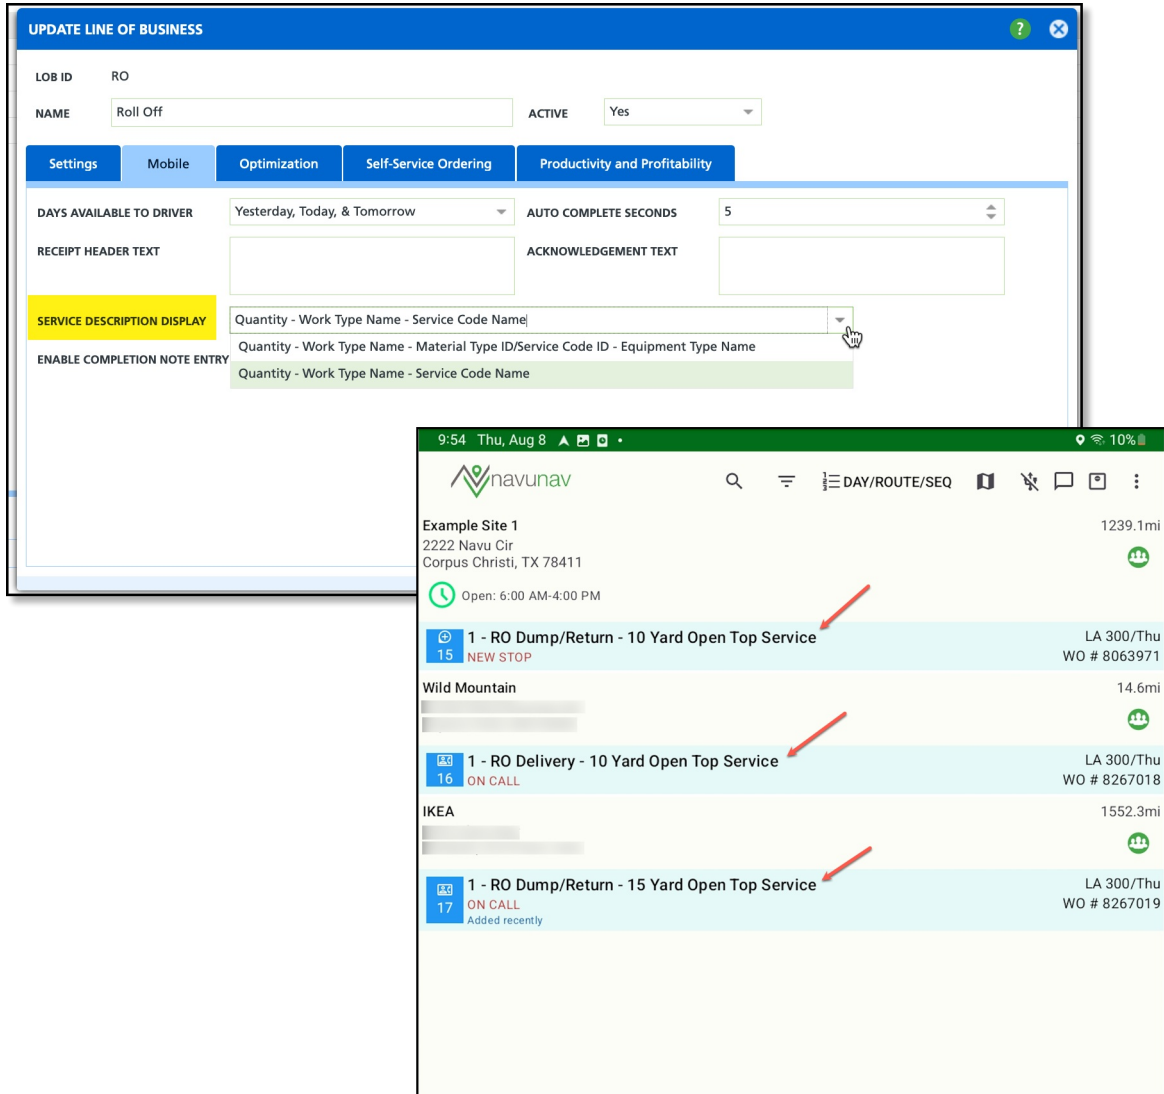 UPDATE LINE OF BUSINESS ?
LOB ID RO
NAME Roll Off ACTIVE Yes
Settings Mobile Optimization Self-Service Ordering Productivity and Profitability
DAYS AVAILABLE TO DRIVER Yesterday, Today, & Tomorrow AUTO COMPLETE SECONDS 5
RECEIPT HEADER TEXT ACKNOWLEDGEMENT TEXT
SERVICE DESCRIPTION DISPLAY Quantity - Work Type Name - Service Code Name
Quantity - Work Type Name - Material Type ID/Service Code ID - Equipment Type Name
ENABLE COMPLETION NOTE ENTRY
Quantity - Work Type Name - Service Code Name
9:54 Thu, Aug 8 10%
navunav DAY/ROUTE/SEQ
Example Site 1 1239.1mi
2222 Navu Cir
Corpus Christi, TX 78411
Open: 6:00 AM-4:00 PM
1 - RO Dump/Return - 10 Yard Open Top Service LA 300/Thu
15 NEW STOP WO # 8063971
Wild Mountain 14.6mi
1 - RO Delivery - 10 Yard Open Top Service LA 300/Thu
16 ON CALL WO # 8267018
IKEA 1552.3mi
1 - RO Dump/Return - 15 Yard Open Top Service LA 300/Thu
17 ON CALL WO # 8267019
Added recently